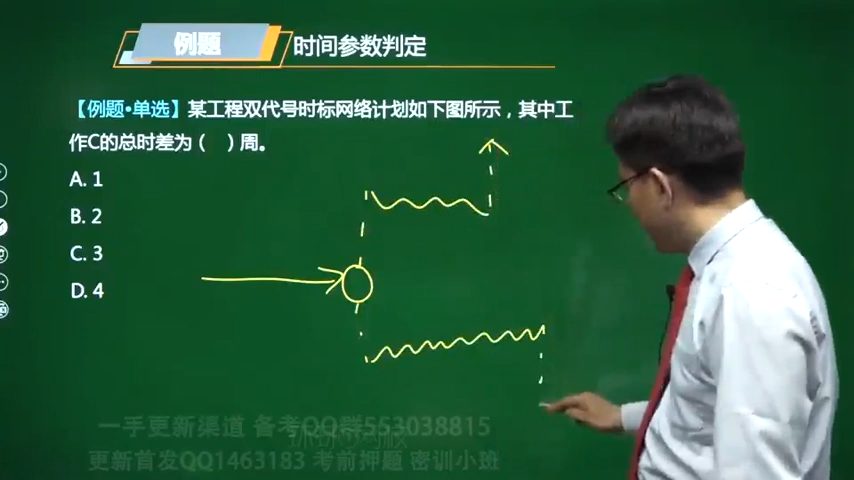 例题
时间参数判定
【例题•单选】某工程双代号时标网络计划如下图所示，其中工
作C的总时差为（ ）周。
A. 1
B. 2
C. 3
D. 4
一手更新渠道 备考QQ群553038815
更新首发QQ1463183 考前押题 密训小班